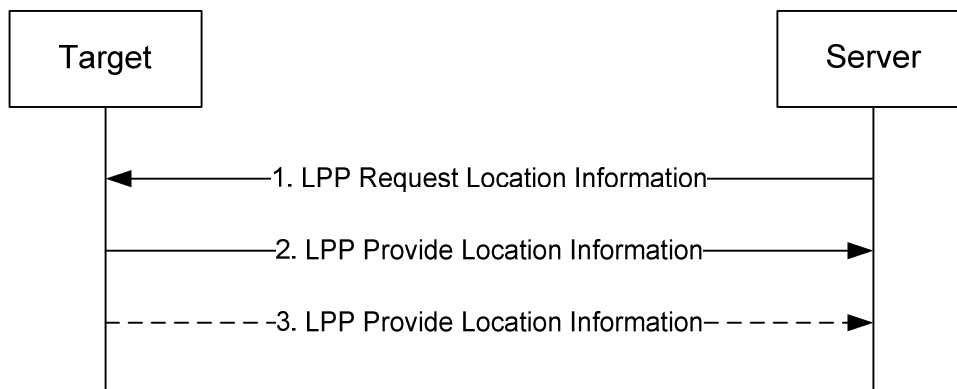 Target
Server
1. LPP Request Location Information
2. LPP Provide Location Information
3. LPP Provide Location Information